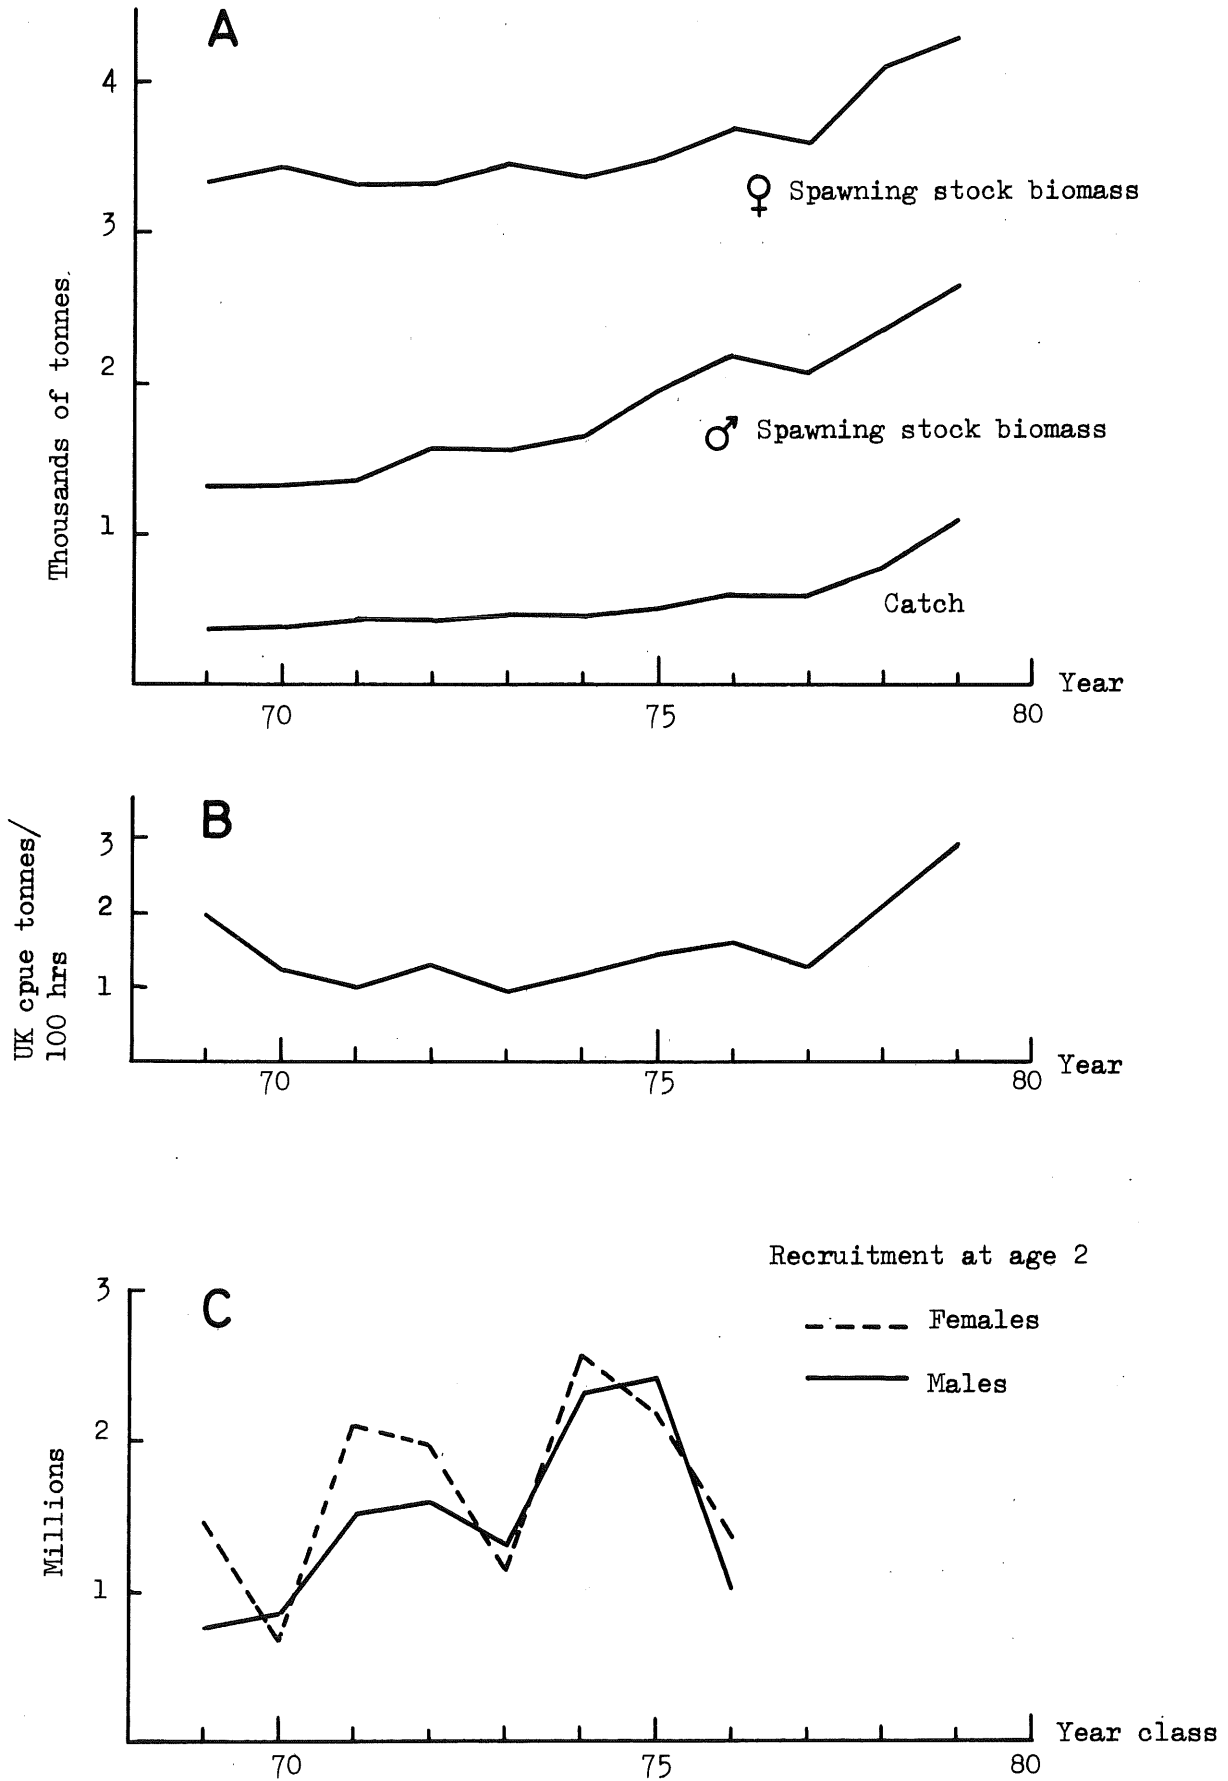 A
4
3
2
1
Thousands of tonnes
♀ Spawning stock biomass
♂ Spawning stock biomass
Catch
70
75
80
Year
B
3
2
1
UK cpue tonnes/
100 hrs
70
75
80
Year
Recruitment at age 2
Females
Males
C
3
2
1
Millions
70
75
80
Year class